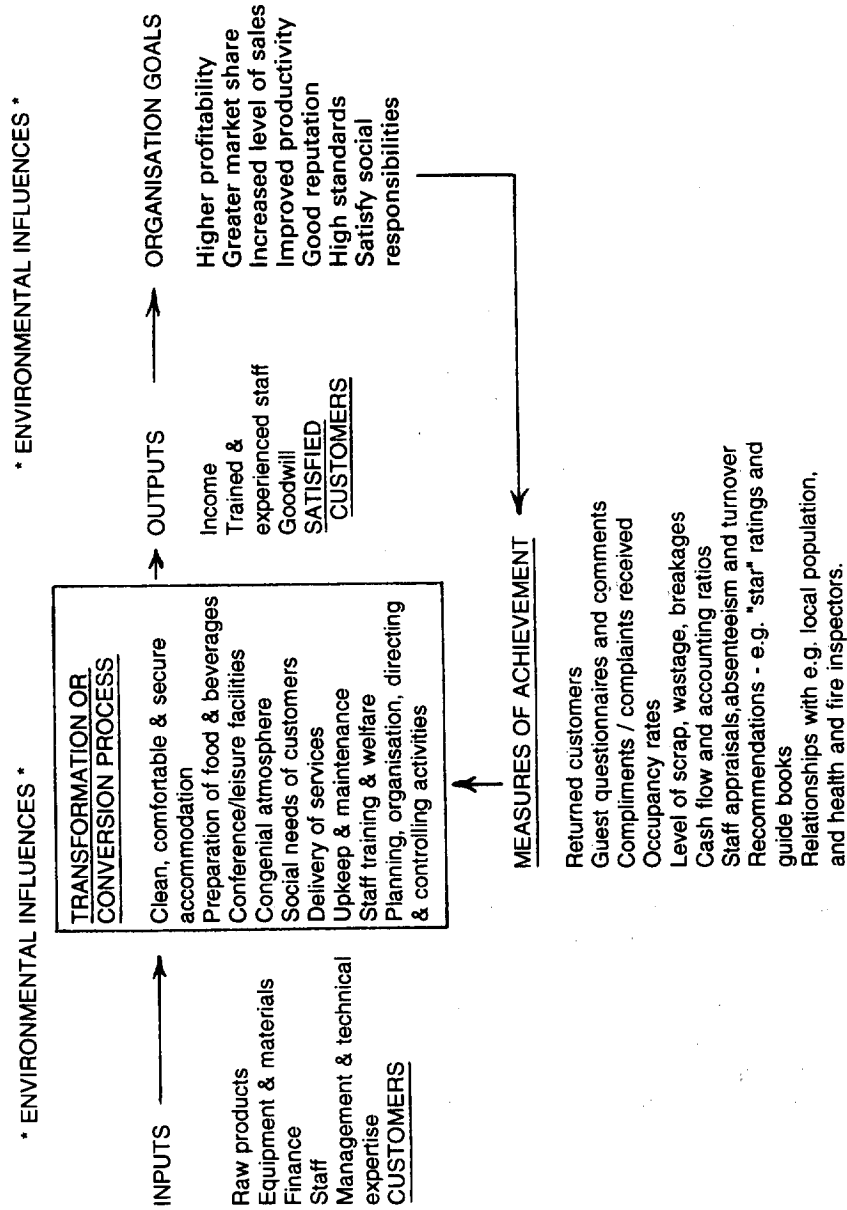 * ENVIRONMENTAL INFLUENCES *
* ENVIRONMENTAL INFLUENCES *
INPUTS
Raw products
Equipment & materials
Finance
Staff
Management & technical
expertise
CUSTOMERS
TRANSFORMATION OR
CONVERSION PROCESS
Clean, comfortable & secure
accommodation
Preparation of food & beverages
Conference/leisure facilities
Congenial atmosphere
Social needs of customers
Delivery of services
Upkeep & maintenance
Staff training & welfare
Planning, organisation, directing
& controlling activities
OUTPUTS
Income
Trained &
experienced staff
Goodwill
SATISFIED
CUSTOMERS
ORGANISATION GOALS
Higher profitability
Greater market share
Increased level of sales
Improved productivity
Good reputation
High standards
Satisfy social
responsibilities
MEASURES OF ACHIEVEMENT
Returned customers
Guest questionnaires and comments
Compliments / complaints received
Occupancy rates
Level of scrap, wastage, breakages
Cash flow and accounting ratios
Staff appraisals,absenteeism and turnover
Recommendations - e.g. "star" ratings and
guide books
Relationships with e.g. local population,
and health and fire inspectors.